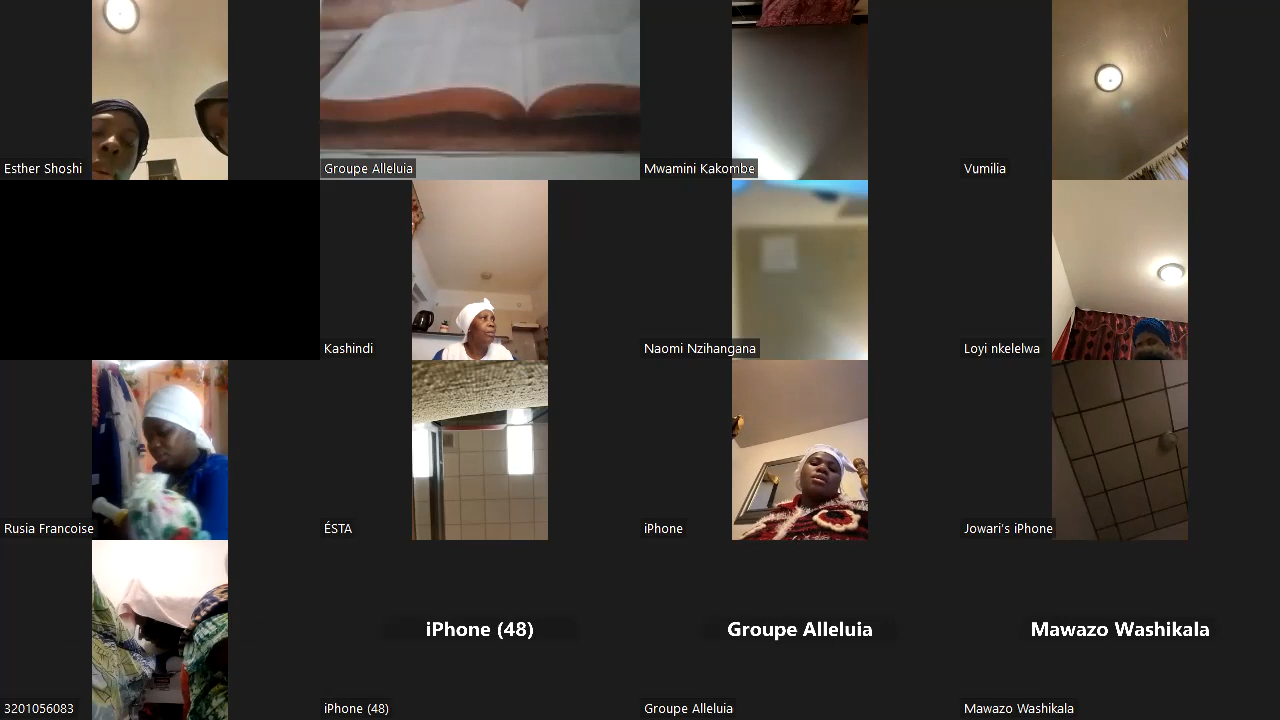 Esther Shoshi
Groupe Alleluia
Mwamini Kakombe
Vumilia
Kashindi
Naomi Nzihangana
Loyi nkelelwa
Rusia Francoise
ÉSTA
iPhone
Jowari's iPhone
iPhone (48)
Groupe Alleluia
Mawazo Washikala
3201056083
iPhone (48)
Groupe Alleluia
Mawazo Washikala